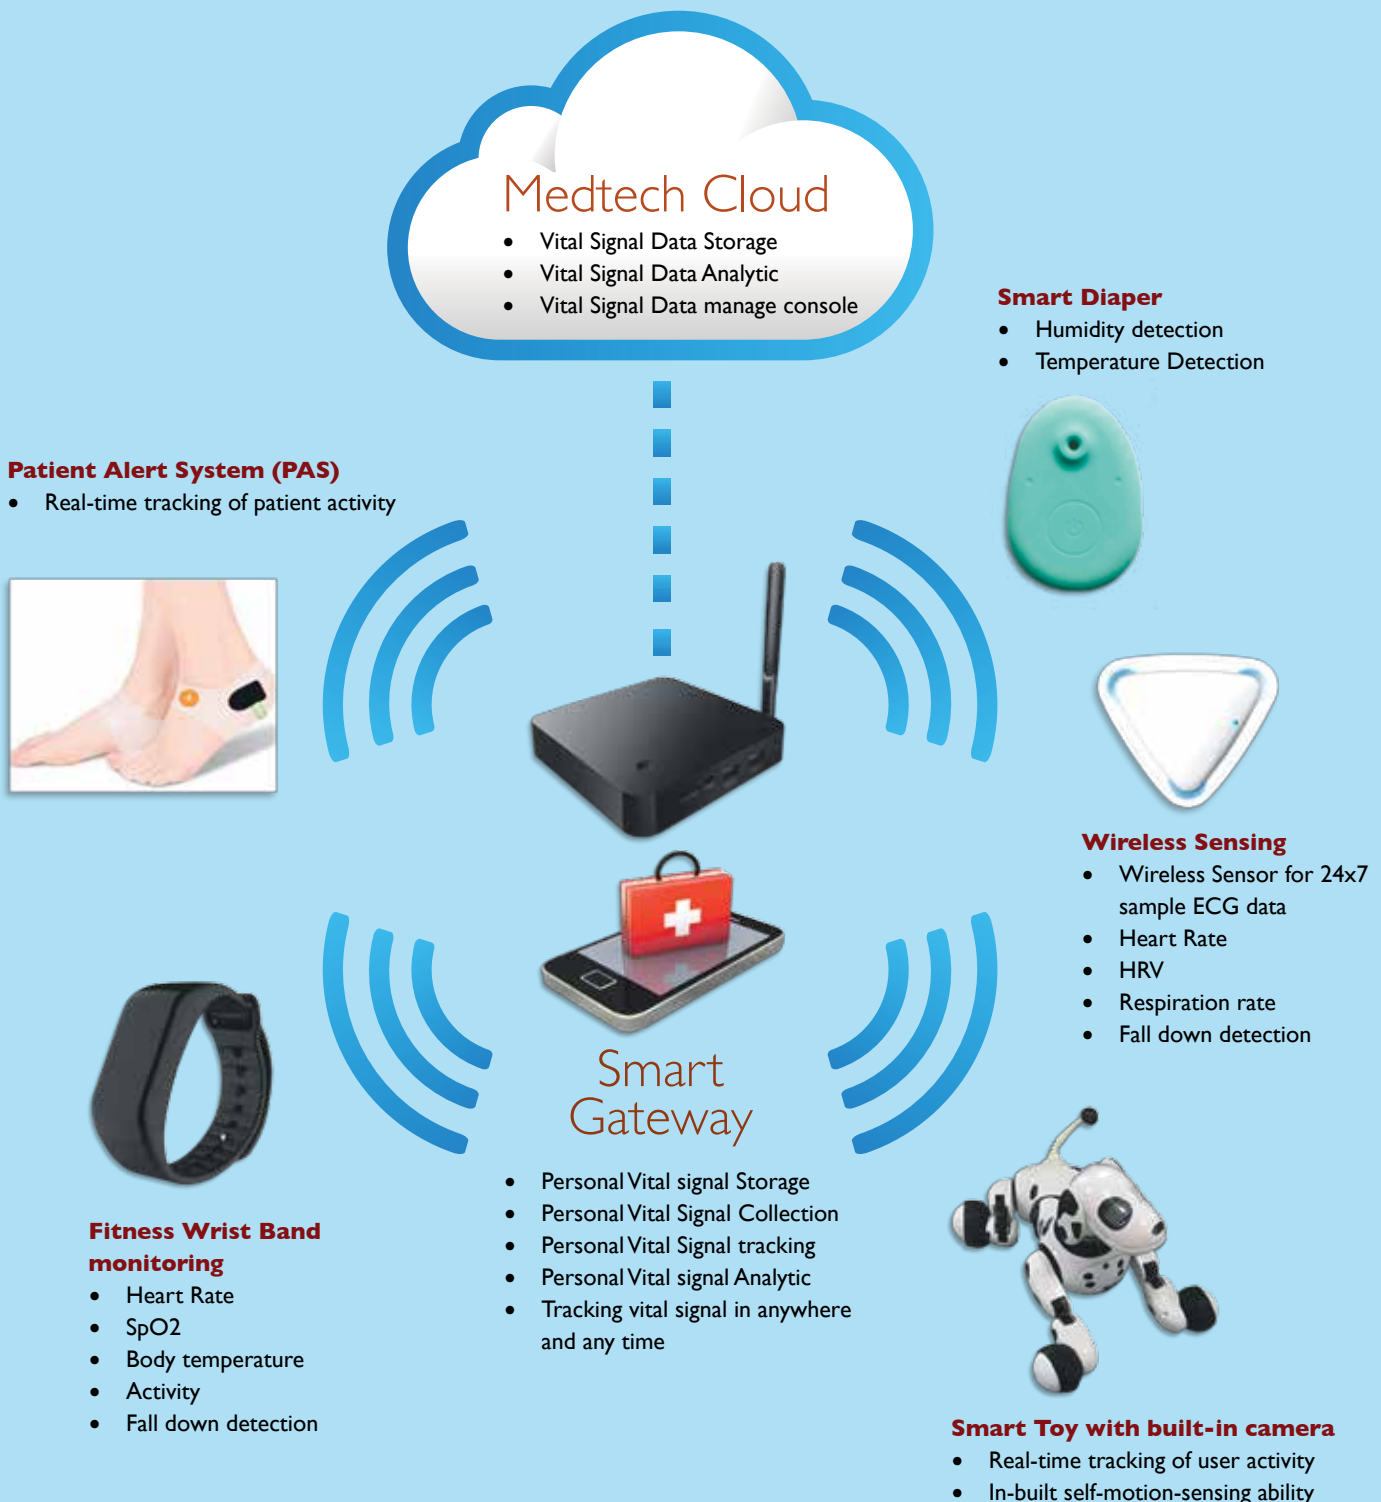 Medtech Cloud
• Vital Signal Data Storage
• Vital Signal Data Analytic
• Vital Signal Data manage console
Smart Diaper
• Humidity detection
• Temperature Detection
Patient Alert System (PAS)
• Real-time tracking of patient activity
Wireless Sensing
• Wireless Sensor for 24x7
sample ECG data
• Heart Rate
• HRV
• Respiration rate
• Fall down detection
Smart
Gateway
• Personal Vital signal Storage
• Personal Vital Signal Collection
• Personal Vital Signal tracking
• Personal Vital signal Analytic
• Tracking vital signal in anywhere
and any time
Fitness Wrist Band
monitoring
• Heart Rate
• SpO2
• Body temperature
• Activity
• Fall down detection
Smart Toy with built-in camera
• Real-time tracking of user activity
• In-built self-motion-sensing ability